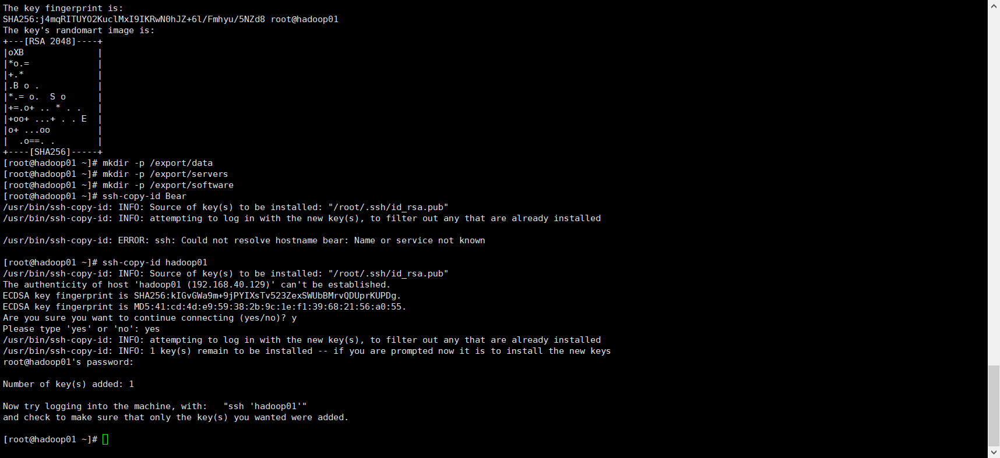 The key fingerprint is:
SHA256:j4mqRITUYO2KuclMxI9IKRwN0hJZ+6l/Fmhyu/5NZd8 root@hadoop01
The key's randomart image is:
+---[RSA 2048]----+
|oXB              |
|*o.=             |
|+.*              |
|.B o .           |
|*.= o.  S o      |
|+=.o+ .. * . .   |
|+oo+ ...+ . . E  |
|o+ ...oo         |
|  .o==. .        |
+----[SHA256]-----+
[root@hadoop01 ~]# mkdir -p /export/data
[root@hadoop01 ~]# mkdir -p /export/servers
[root@hadoop01 ~]# mkdir -p /export/software
[root@hadoop01 ~]# ssh-copy-id Bear
/usr/bin/ssh-copy-id: INFO: Source of key(s) to be installed: "/root/.ssh/id_rsa.pub"
/usr/bin/ssh-copy-id: INFO: attempting to log in with the new key(s), to filter out any that are already installed
/usr/bin/ssh-copy-id: ERROR: ssh: Could not resolve hostname bear: Name or service not known
[root@hadoop01 ~]# ssh-copy-id hadoop01
/usr/bin/ssh-copy-id: INFO: Source of key(s) to be installed: "/root/.ssh/id_rsa.pub"
The authenticity of host 'hadoop01 (192.168.40.129)' can't be established.
ECDSA key fingerprint is SHA256:kIGvGWa9m+9jPYIXsTv523ZexSWUbBMrvQDUprKUPDg.
ECDSA key fingerprint is MD5:41:cd:4d:e9:59:38:2b:9c:1e:f1:39:68:21:56:a0:55.
Are you sure you want to continue connecting (yes/no)? y
Please type 'yes' or 'no': yes
/usr/bin/ssh-copy-id: INFO: attempting to log in with the new key(s), to filter out any that are already installed
/usr/bin/ssh-copy-id: INFO: 1 key(s) remain to be installed -- if you are prompted now it is to install the new keys
root@hadoop01's password:
Number of key(s) added: 1
Now try logging into the machine, with:   "ssh 'hadoop01'"
and check to make sure that only the key(s) you wanted were added.
[root@hadoop01 ~]#